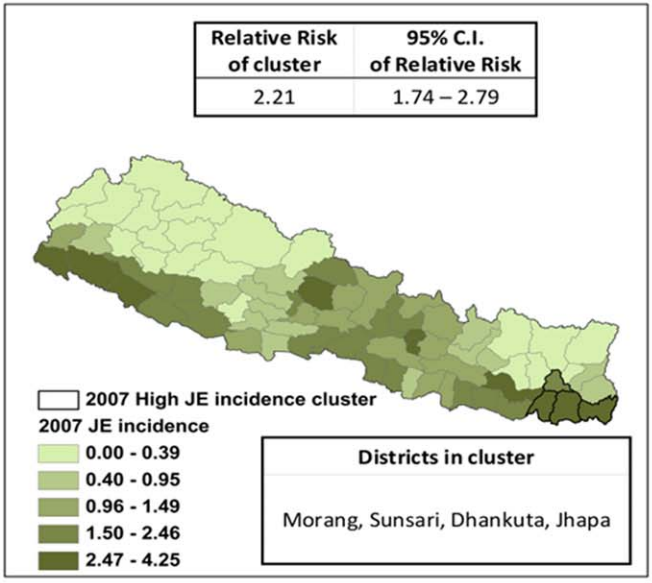 Relative Risk of cluster
95% C.I. of Relative Risk
2.21
1.74 – 2.79
2007 High JE incidence cluster
2007 JE incidence
0.00 - 0.39
0.40 - 0.95
0.96 - 1.49
1.50 - 2.46
2.47 - 4.25
Districts in cluster
Morang, Sunsari, Dhankuta, Jhapa